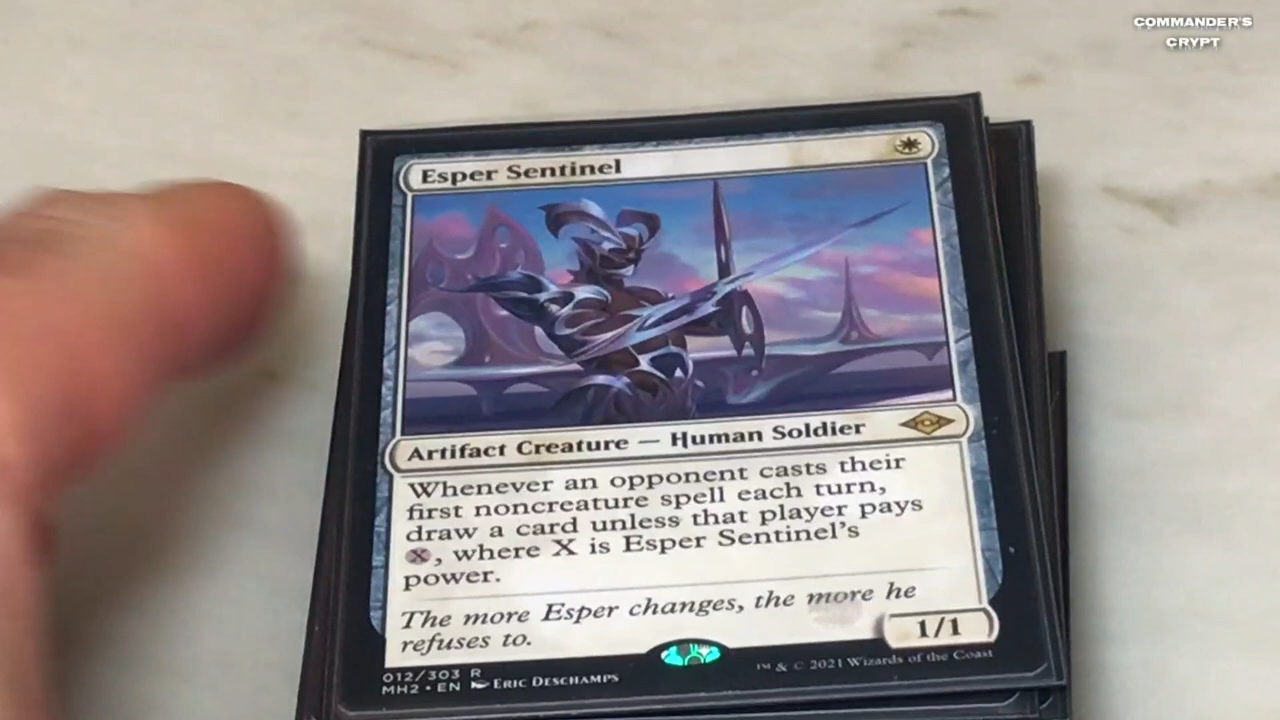 COMMANDER'S
CRYPT
Esper Sentinel
Artifact Creature — Human Soldier
Whenever an opponent casts their
first noncreature spell each turn,
draw a card unless that player pays
X, where X is Esper Sentinel's
power.
The more Esper changes, the more he
refuses to.
1/1
012/303 R
MH2 • EN Eric Deschamps
™ & © 2021 Wizards of the Coast